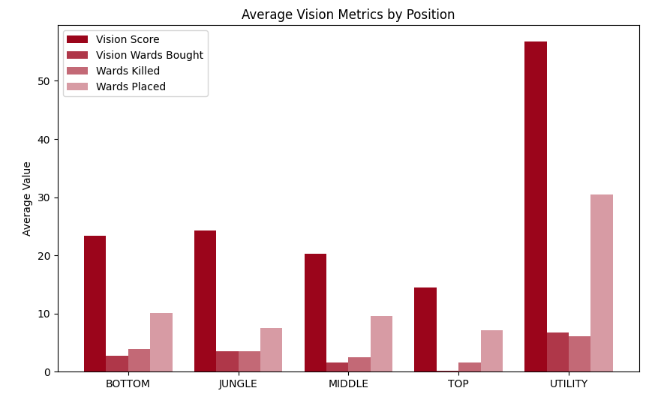 Average Vision Metrics by Position
Vision Score
Vision Wards Bought
Wards Killed
Wards Placed
Average Value
50
40
30
20
10
0
BOTTOM JUNGLE MIDDLE TOP UTILITY